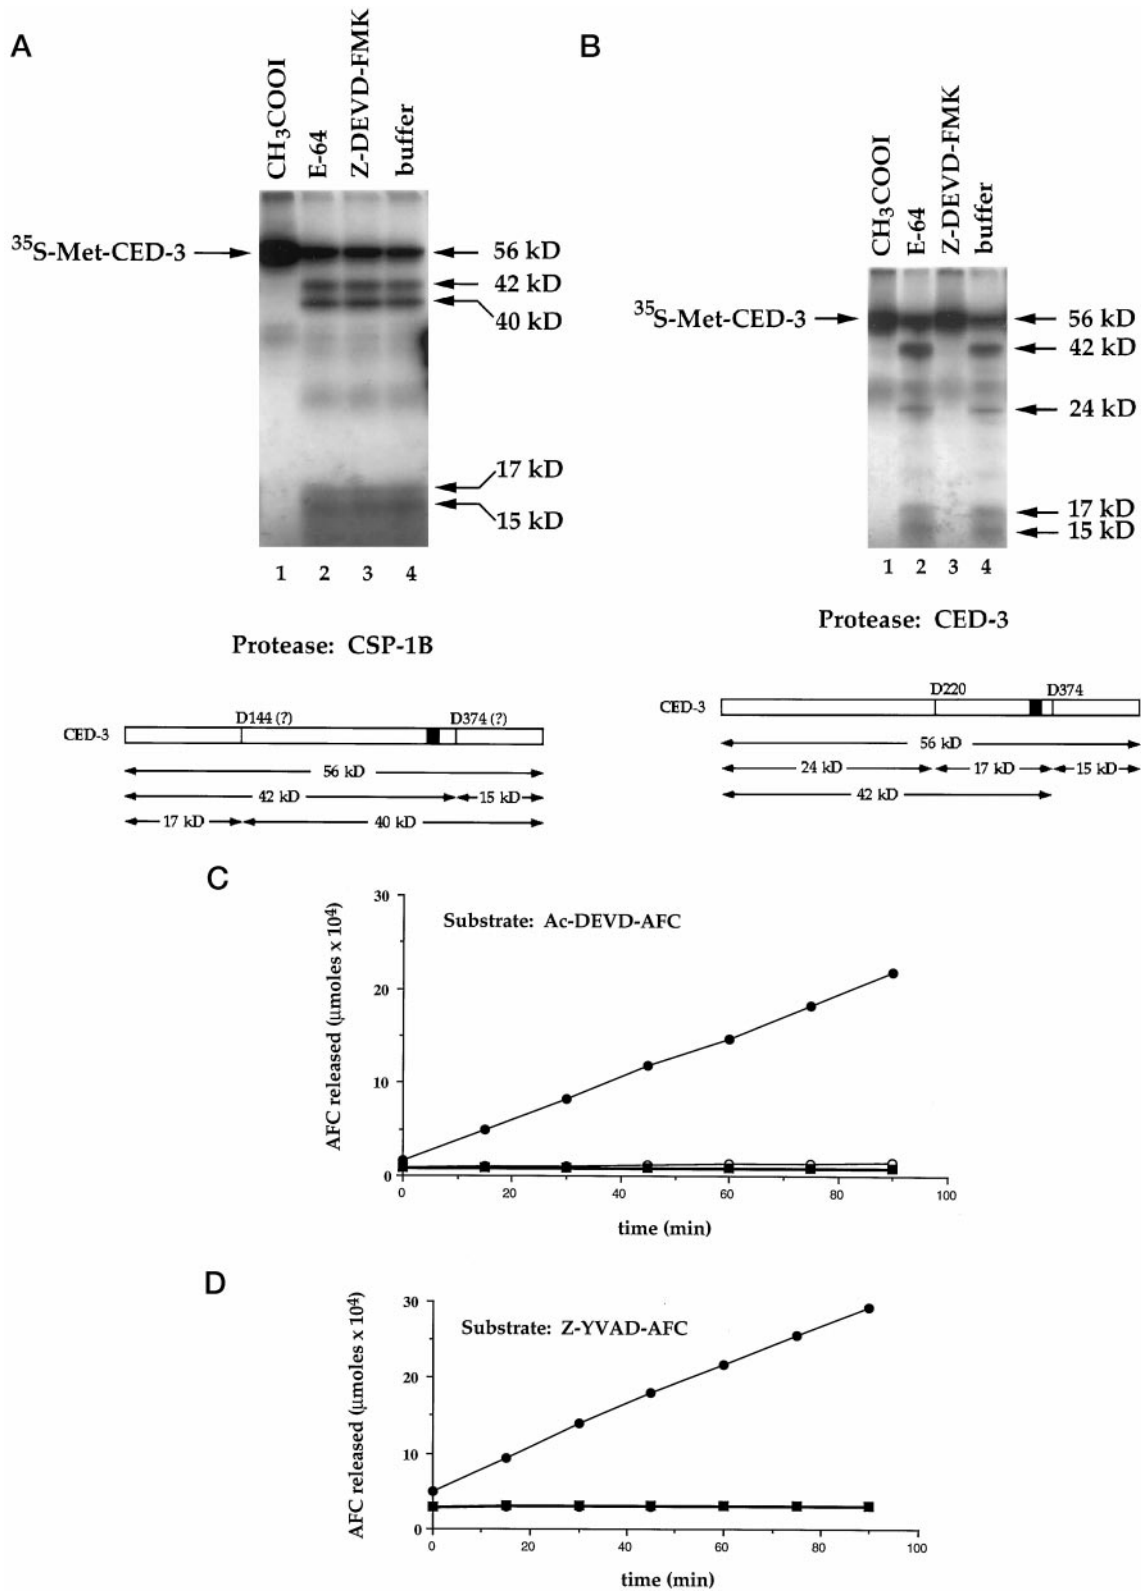 A
CH3COOI
E-64
Z-DEVD-FMK
buffer
35S-Met-CED-3
56 kD
42 kD
40 kD
17 kD
15 kD
1 2 3 4
Protease: CSP-1B
CED-3
D144 (?)
D374 (?)
56 kD
42 kD
15 kD
17 kD
40 kD
B
CH3COOI
E-64
Z-DEVD-FMK
buffer
35S-Met-CED-3
56 kD
42 kD
24 kD
17 kD
15 kD
1 2 3 4
Protease: CED-3
CED-3
D220
D374
56 kD
24 kD
17 kD
15 kD
42 kD
C
AFC released (μmoles x 10⁴)
30
20
10
0
Substrate: Ac-DEVD-AFC
0 20 40 60 80 100
time (min)
D
AFC released (μmoles x 10⁴)
30
20
10
0
Substrate: Z-YVAD-AFC
0 20 40 60 80 100
time (min)